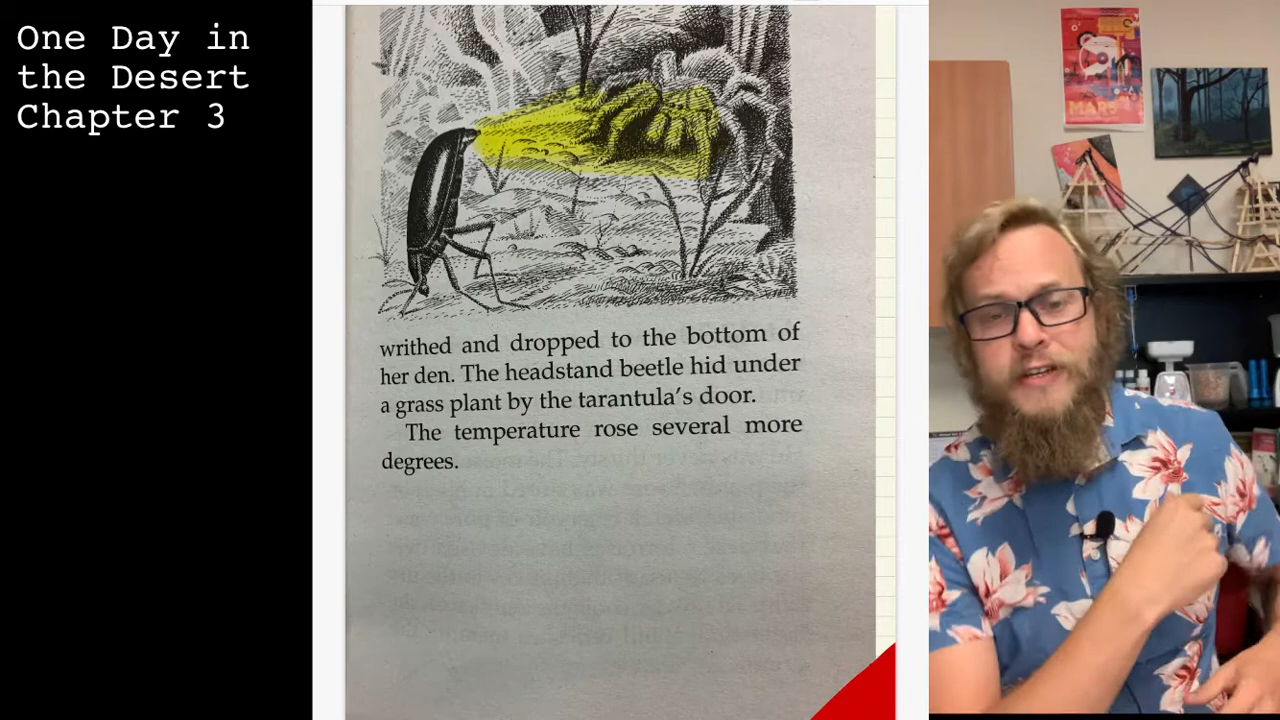 One Day in
the Desert
Chapter 3
writhed and dropped to the bottom of
her den. The headstand beetle hid under
a grass plant by the tarantula's door.
The temperature rose several more
degrees.
MARS